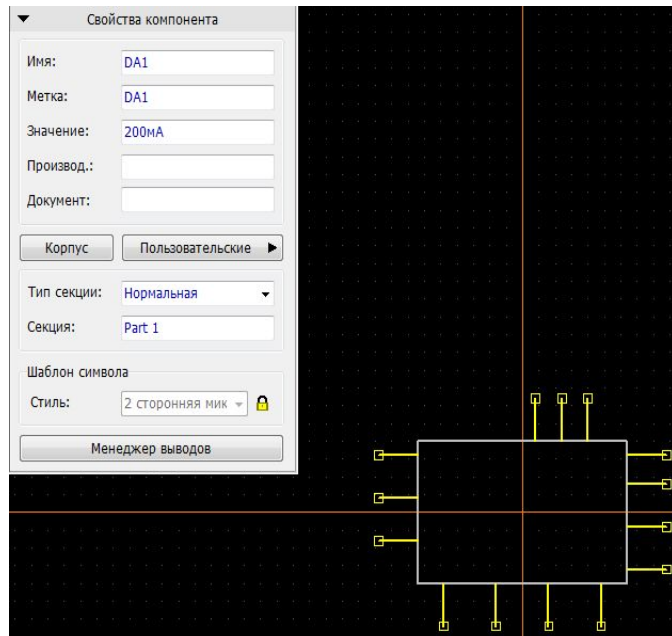 Свойства компонента
Имя: DA1
Метка: DA1
Значение: 200мА
Производ.:
Документ:
Корпус Пользовательские
Тип секции: Нормальная
Секция: Part 1
Шаблон символа
Стиль: 2 сторонняя мик
Менеджер выводов